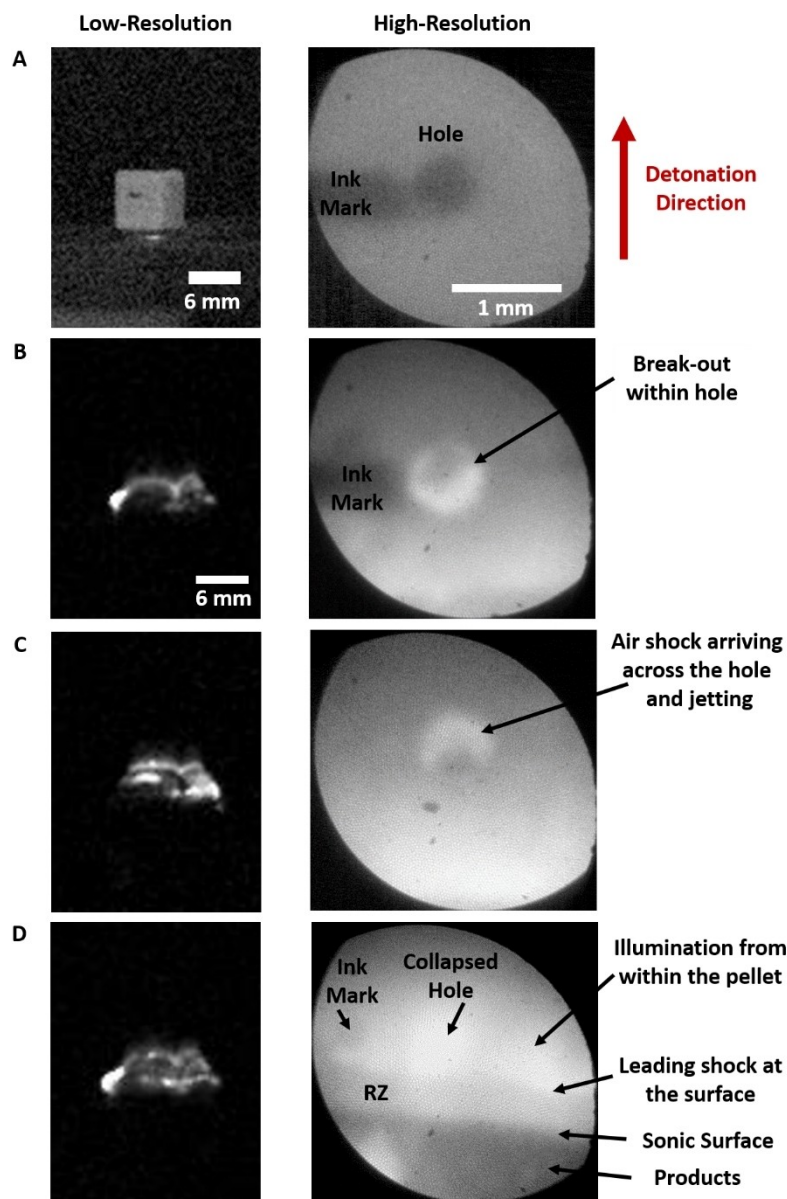 Low-Resolution
High-Resolution
A
Hole
Ink
Mark
6 mm
1 mm
Detonation
Direction
B
Break-out
within hole
Ink
Mark
6 mm
C
Air shock arriving
across the hole
and jetting
D
Ink
Mark
Collapsed
Hole
Illumination from
within the pellet
RZ
Leading shock at
the surface
Sonic Surface
Products